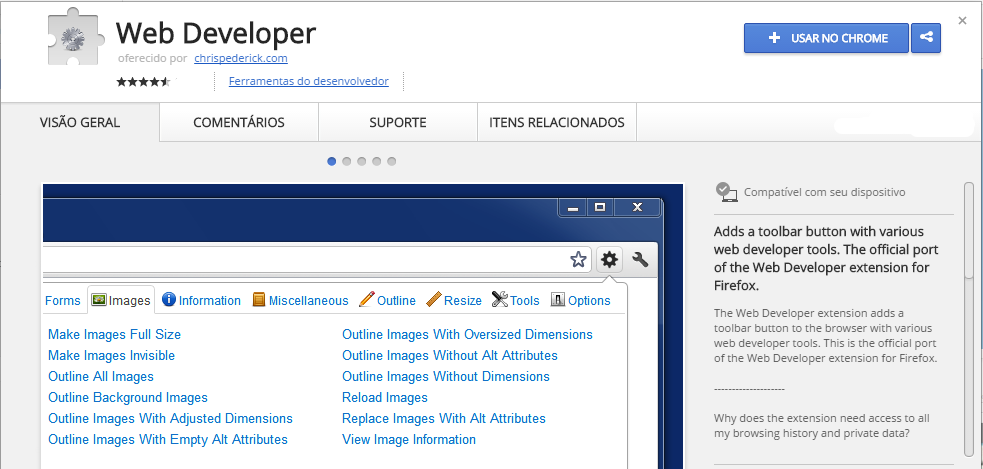 Web Developer
oferecido por chrispederick.com
Ferramentas do desenvolvedor
USAR NO CHROME
VISÃO GERAL
COMENTÁRIOS
SUPORTE
ITENS RELACIONADOS
Forms Images Information Miscellaneous Outline Resize Tools Options
Make Images Full Size
Make Images Invisible
Outline All Images
Outline Background Images
Outline Images With Adjusted Dimensions
Outline Images With Empty Alt Attributes
Outline Images With Oversized Dimensions
Outline Images Without Alt Attributes
Outline Images Without Dimensions
Reload Images
Replace Images With Alt Attributes
View Image Information
Compatível com seu dispositivo
Adds a toolbar button with various
web developer tools. The official port
of the Web Developer extension for
Firefox.
The Web Developer extension adds a
toolbar button to the browser with various
web developer tools. This is the official port
of the Web Developer extension for Firefox.
--------------------
Why does the extension need access to all
my browsing history and private data?